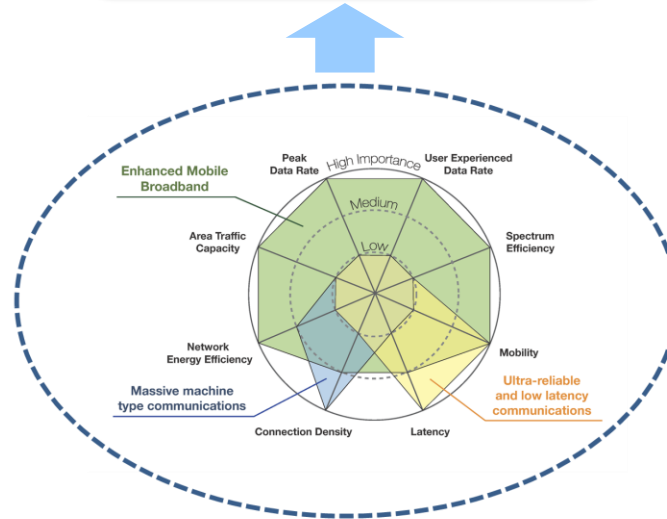 Peak
Data Rate
High Importance
User Experienced
Data Rate
Enhanced Mobile
Broadband
Medium
Area Traffic
Capacity
Spectrum
Efficiency
Low
Network
Energy Efficiency
Mobility
Massive machine
type communications
Ultra-reliable
and low latency
communications
Connection Density
Latency